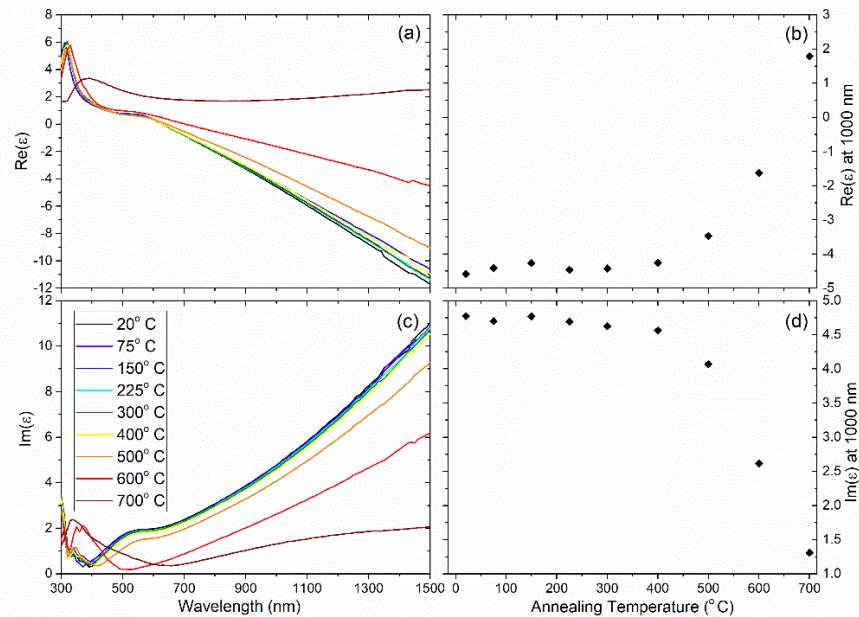 (a)
8
6
4
2
0
-2
-4
-6
-8
-10
-12
Re(ε)
(b)
3
2
1
0
-1
-2
-3
-4
-5
Re(ε) at 1000 nm
(c)
12
10
8
6
4
2
0
Im(ε)
20° C
75° C
150° C
225° C
300° C
400° C
500° C
600° C
700° C
300 500 700 900 1100 1300 1500
Wavelength (nm)
(d)
5.0
4.5
4.0
3.5
3.0
2.5
2.0
1.5
1.0
Im(ε) at 1000 nm
0 100 200 300 400 500 600 700
Annealing Temperature (°C)